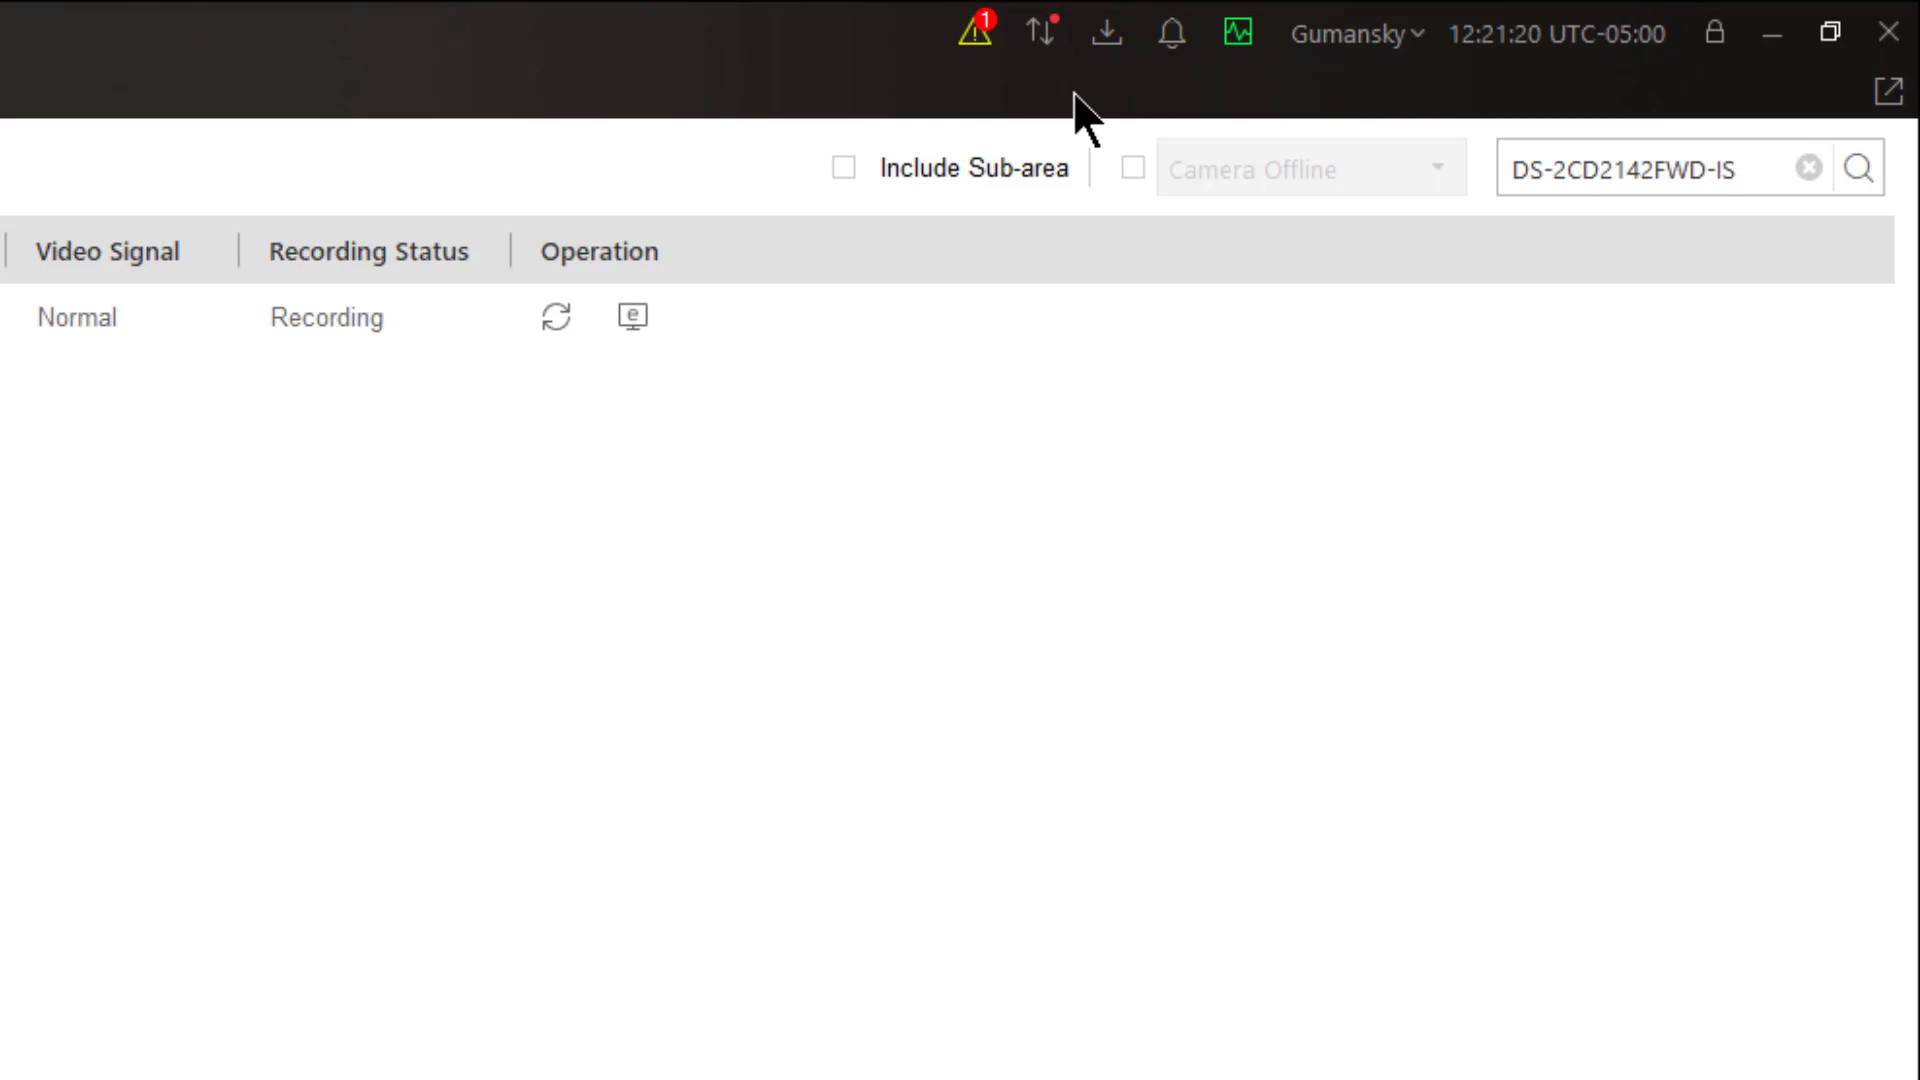 1
Gumansky 12:21:20 UTC-05:00
Include Sub-area Camera Offline DS-2CD2142FWD-IS
Video Signal Recording Status Operation
Normal Recording e